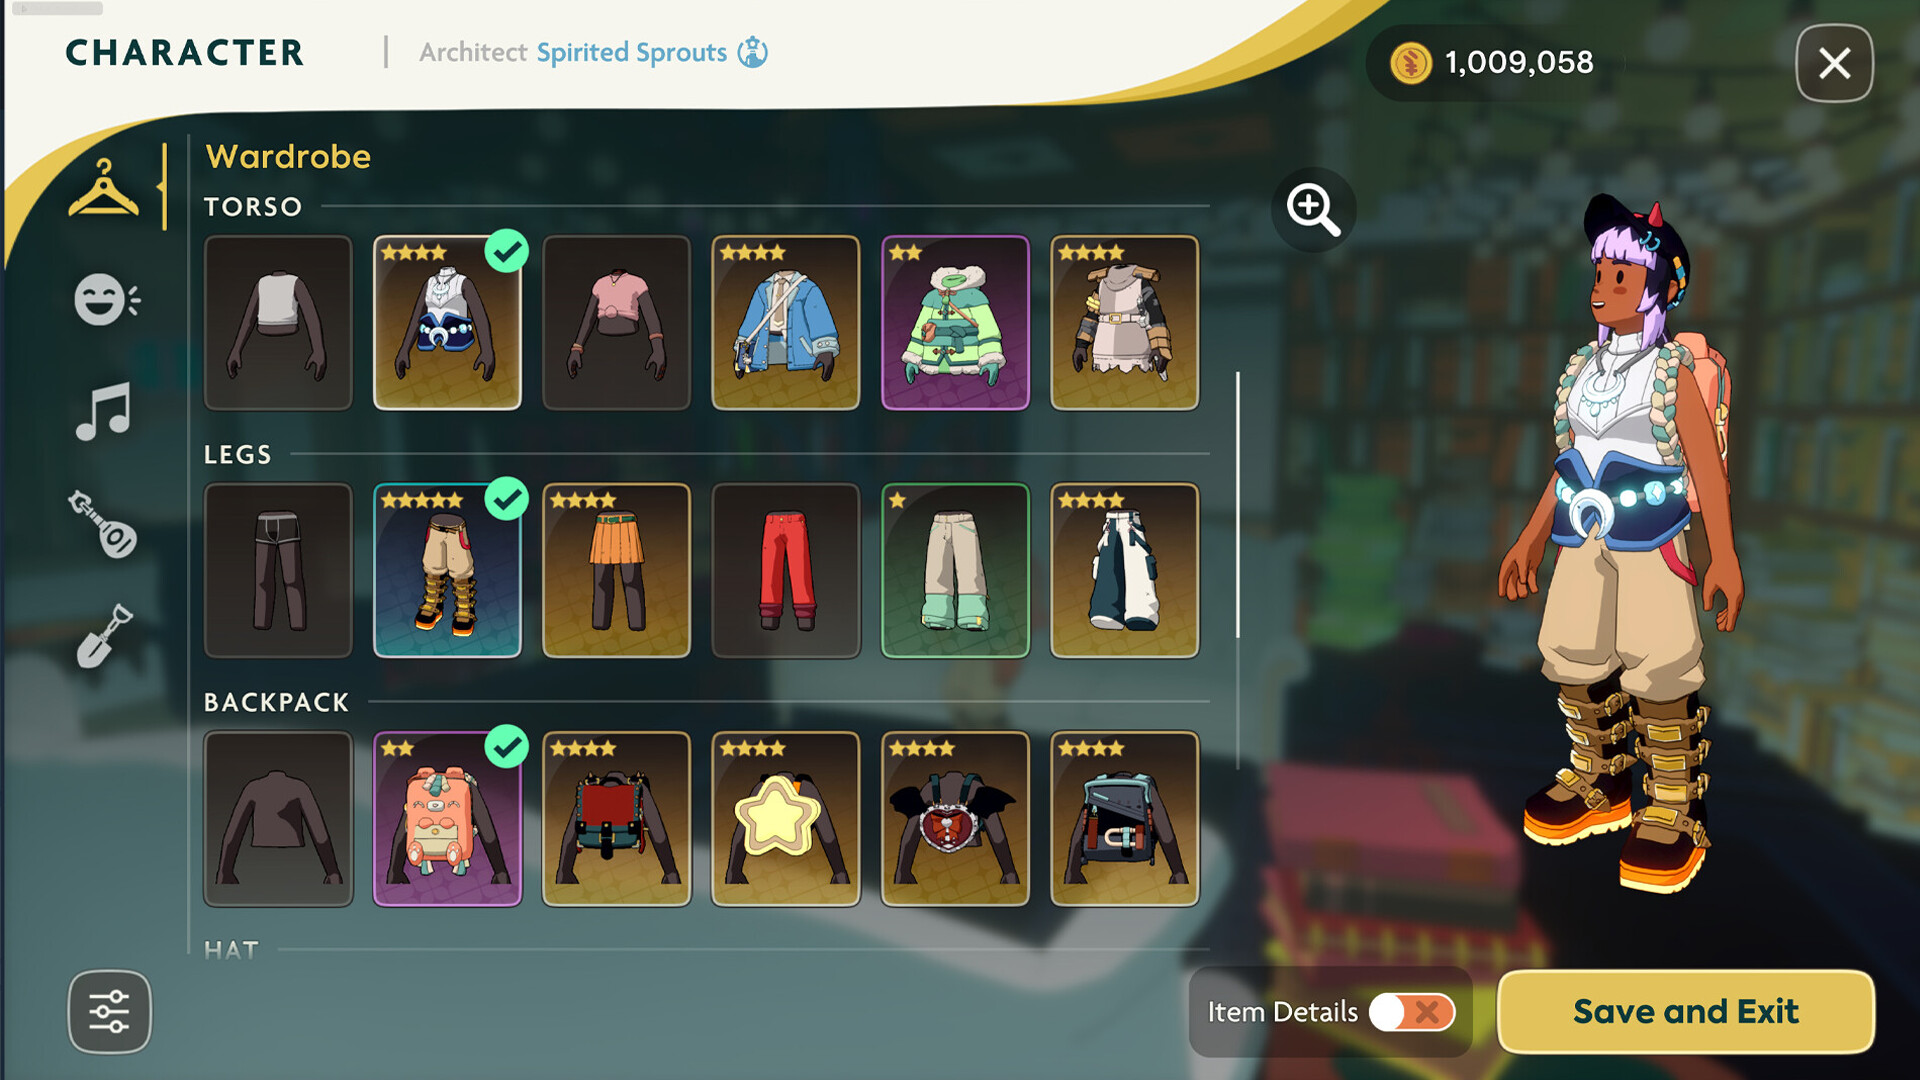 CHARACTER
Architect Spirited Sprouts
1,009,058
Wardrobe
TORSO
LEGS
BACKPACK
HAT
Item Details
Save and Exit